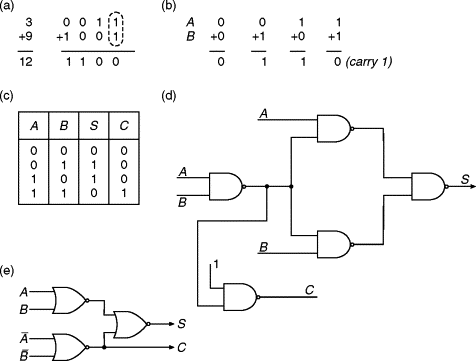 (a)
3 0 0 1 1
+9 +1 0 0 1
12 1 1 0 0
(b)
A 0 0 1 1
B +0 +1 +0 +1
0 1 1 0 (carry 1)
(c)
A B S C
0 0 0 0
0 1 1 0
1 0 1 0
1 1 0 1
(d)
A
A
B
B
S
1
C
(e)
A
B
A̅
B̅
S
C